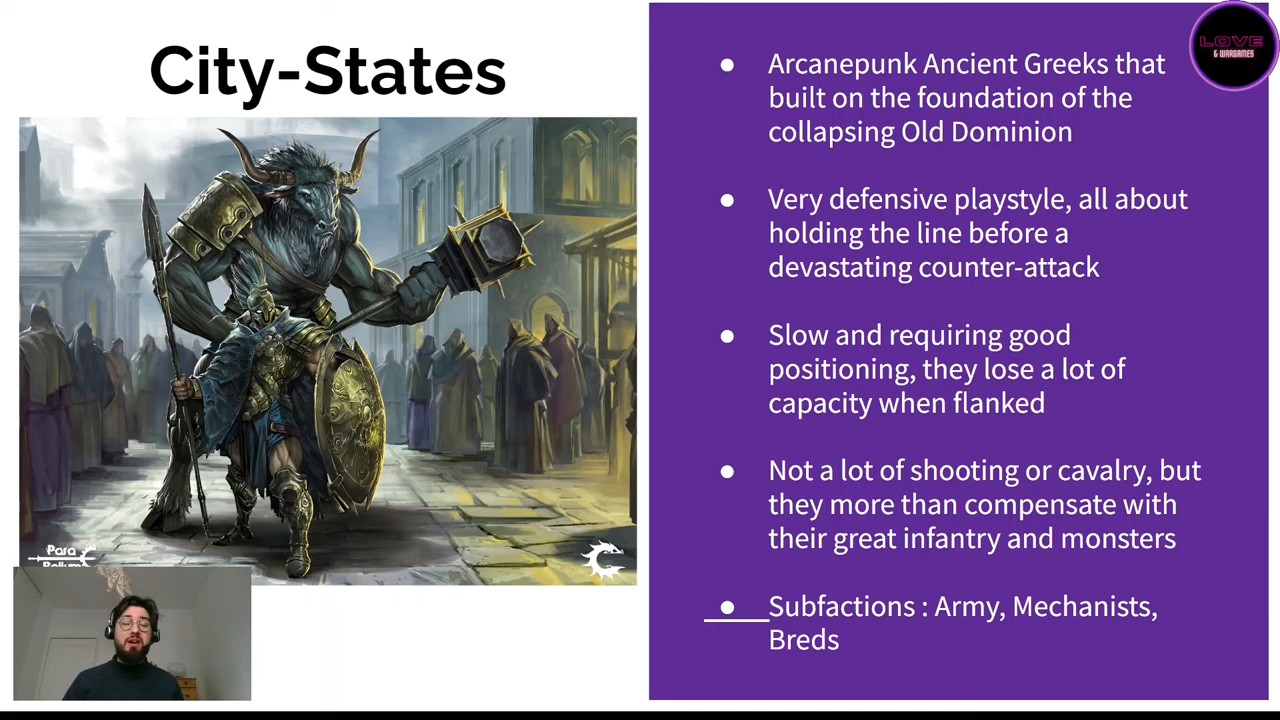 City-States
Para
Bellum
LOVE
& WARGAMES
● Arcanepunk Ancient Greeks that
built on the foundation of the
collapsing Old Dominion
● Very defensive playstyle, all about
holding the line before a
devastating counter-attack
● Slow and requiring good
positioning, they lose a lot of
capacity when flanked
● Not a lot of shooting or cavalry, but
they more than compensate with
their great infantry and monsters
● Subfactions : Army, Mechanists,
Breds